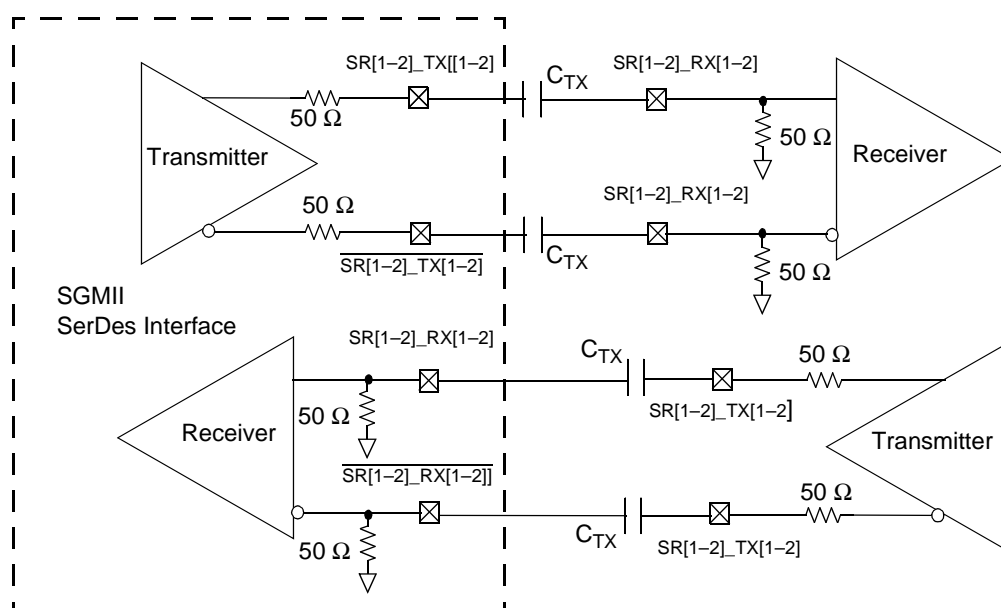 SR[1–2]_TX[[1–2]
C_TX
SR[1–2]_RX[1–2]
50 Ω
50 Ω
Transmitter
Receiver
SR[1–2]_RX[1–2]
50 Ω
SR[1–2]_TX[1–2]
C_TX
50 Ω
SGMII
SerDes Interface
SR[1–2]_RX[1–2]
C_TX
50 Ω
SR[1–2]_TX[1–2]
50 Ω
Receiver
Transmitter
SR[1–2]_RX[1–2]]
50 Ω
C_TX
SR[1–2]_TX[1–2]
50 Ω